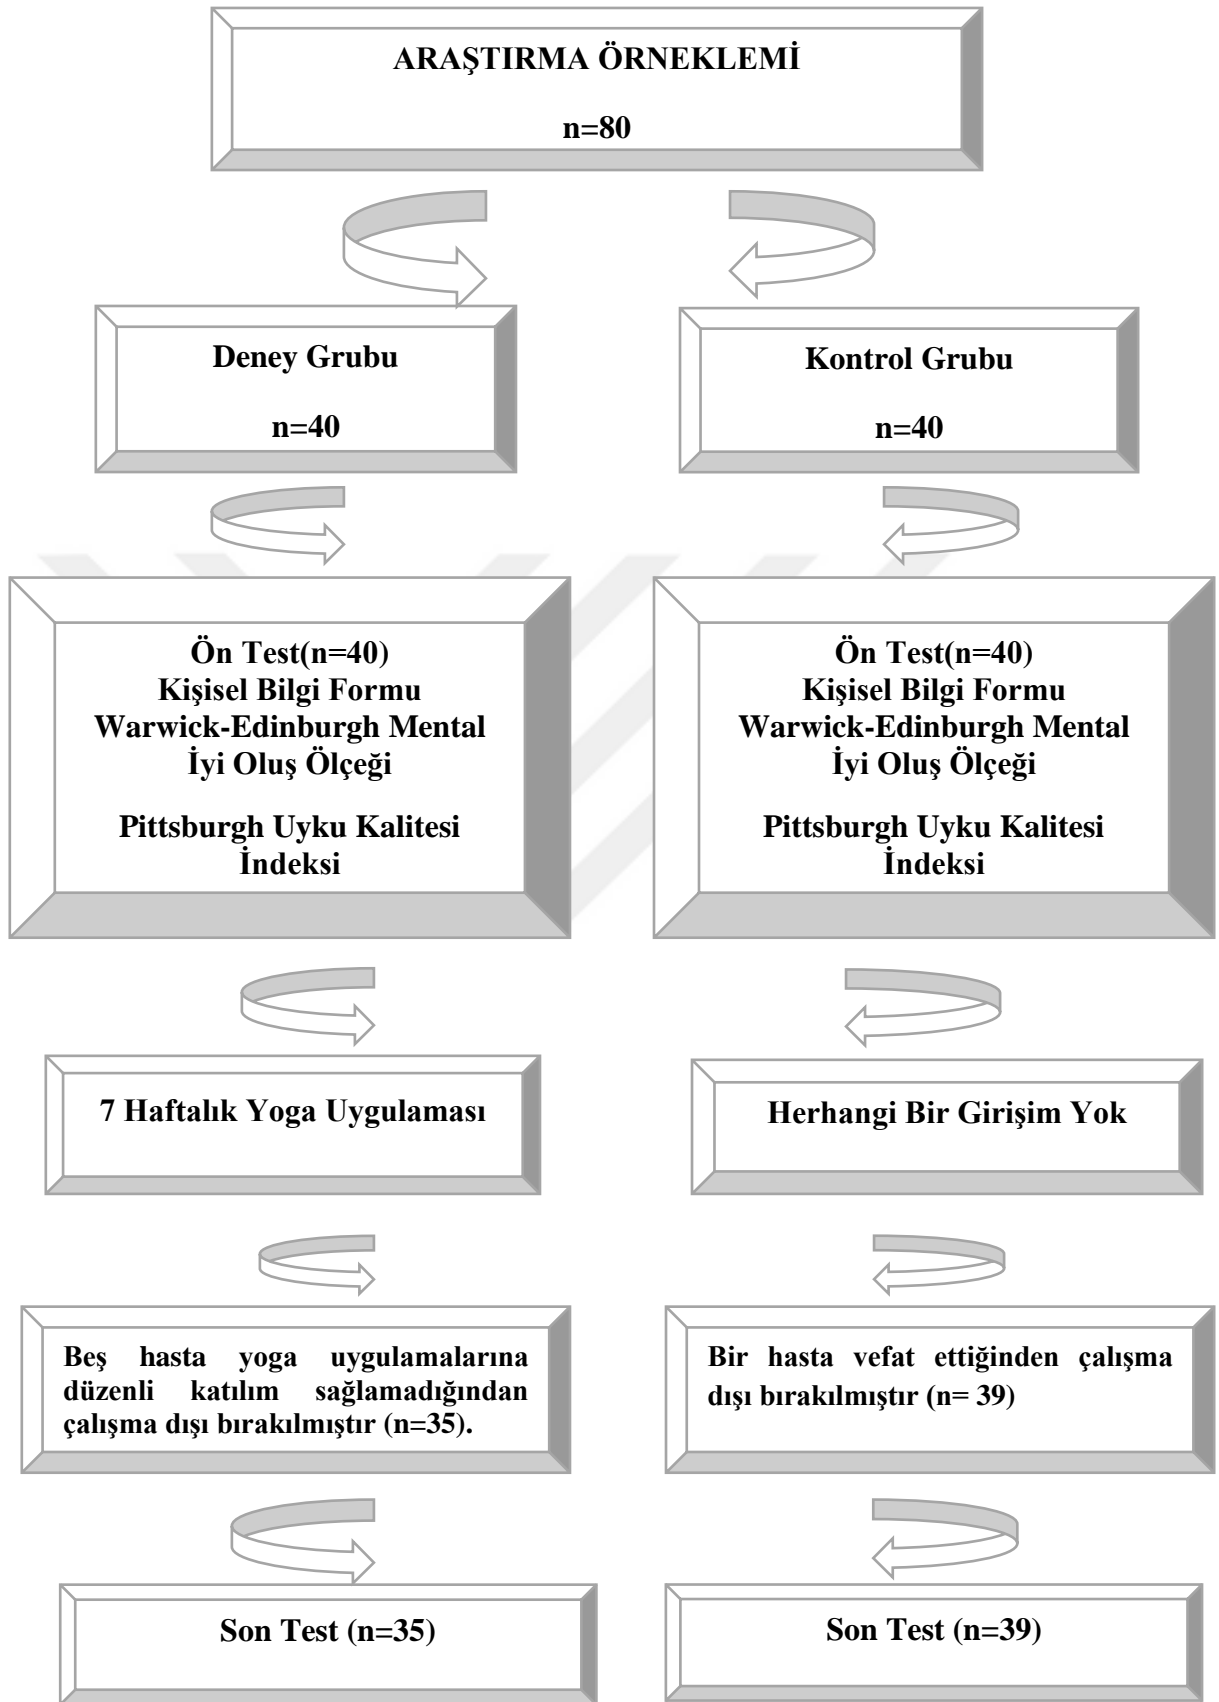 ARAŞTIRMA ÖRNEKLEMİ
n=80
Deney Grubu
n=40
Kontrol Grubu
n=40
Ön Test(n=40)
Kişisel Bilgi Formu
Warwick-Edinburgh Mental
İyi Oluş Ölçeği
Pittsburgh Uyku Kalitesi
İndeksi
Ön Test(n=40)
Kişisel Bilgi Formu
Warwick-Edinburgh Mental
İyi Oluş Ölçeği
Pittsburgh Uyku Kalitesi
İndeksi
7 Haftalık Yoga Uygulaması
Herhangi Bir Girişim Yok
Beş hasta yoga uygulamalarına
düzenli katılım sağlamadığından
çalışma dışı bırakılmıştır (n=35).
Bir hasta vefat ettiğinden çalışma
dışı bırakılmıştır (n= 39)
Son Test (n=35)
Son Test (n=39)